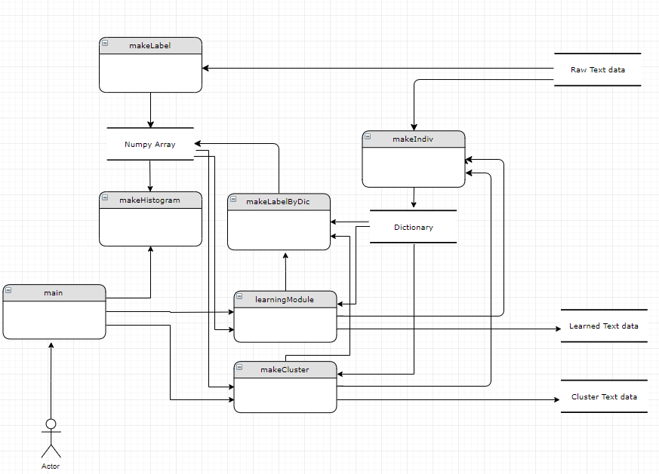 makeLabel
Raw Text data
Numpy Array
makeIndiv
makeHistogram
makeLabelByDic
Dictionary
main
learningModule
Learned Text data
makeCluster
Cluster Text data
Actor